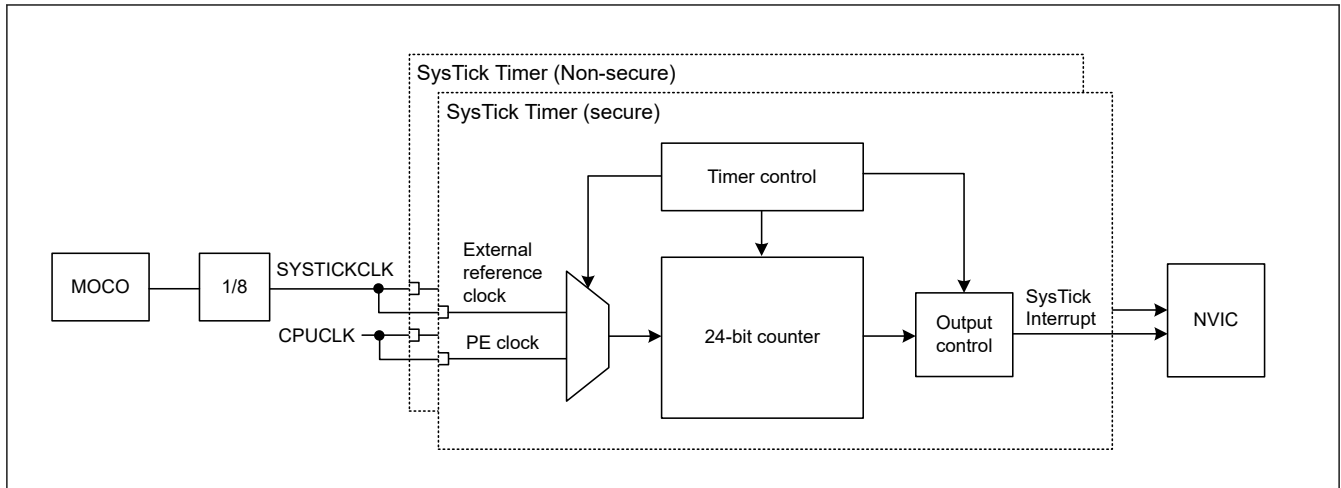 SysTick Timer (Non-secure)
SysTick Timer (secure)
Timer control
External
reference
clock
SYSTICKCLK
MOCO
1/8
CPUCLK
PE clock
24-bit counter
Output
control
SysTick
Interrupt
NVIC